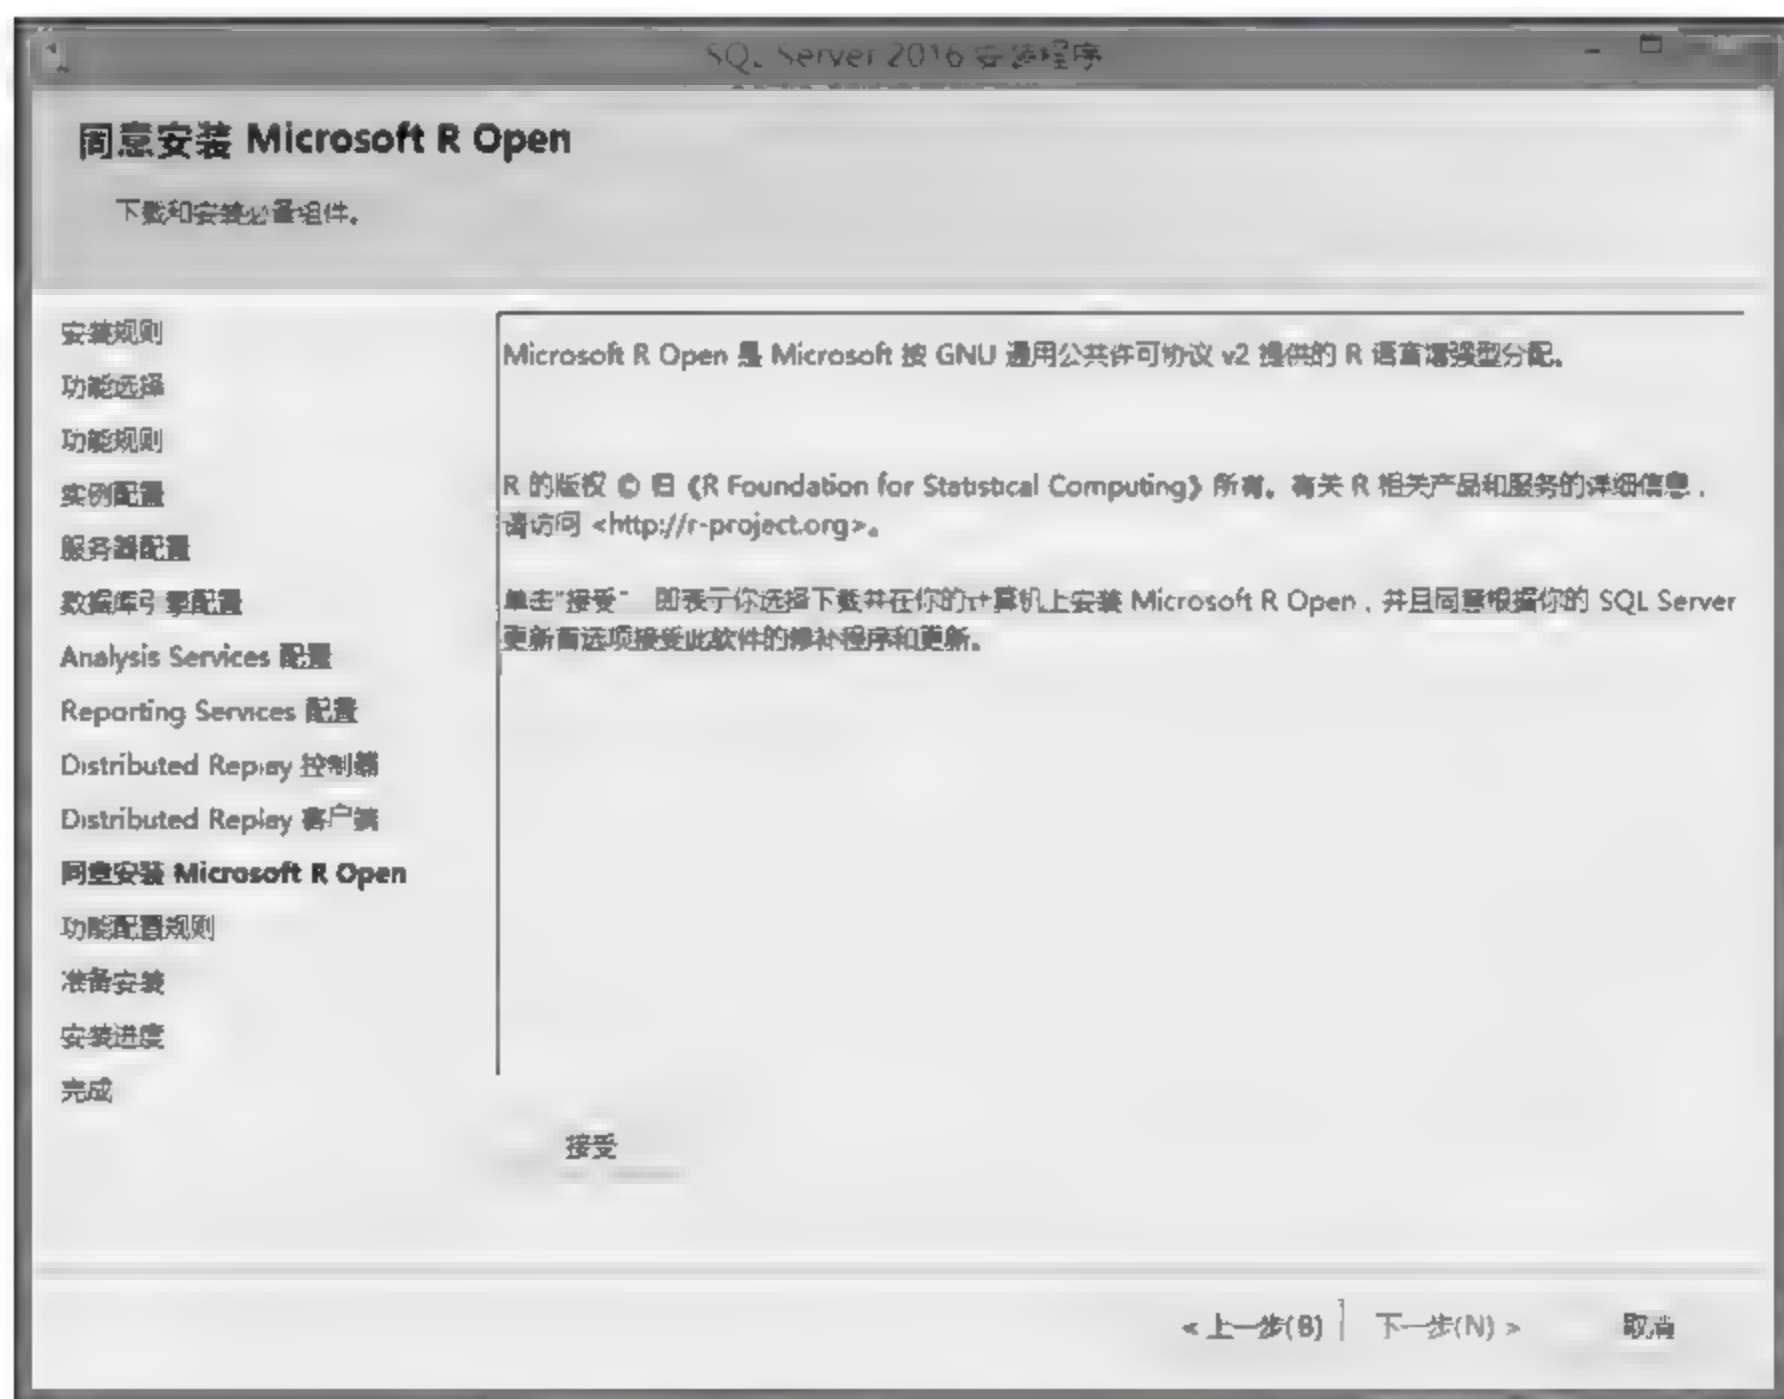 SQL Server 2016 安装程序
同意安装 Microsoft R Open
下载和安装必备组件。
安装规则
功能选择
功能规则
实例配置
服务器配置
数据库引擎配置
Analysis Services 配置
Reporting Services 配置
Distributed Replay 控制器
Distributed Replay 客户端
同意安装 Microsoft R Open
功能配置规则
准备安装
安装进度
完成
Microsoft R Open 是 Microsoft 按 GNU 通用公共许可协议 v2 提供的 R 语言增强型分配。
R 的版权 © 归《R Foundation for Statistical Computing》所有。有关 R 相关产品和服务的详细信息，
请访问 <http://r-project.org>。
单击"接受" 即表示你选择下载并在你的计算机上安装 Microsoft R Open，并且同意根据你的 SQL Server
更新首选项接受此软件的修补程序和更新。
接受
< 上一步(B) 下一步(N) > 取消